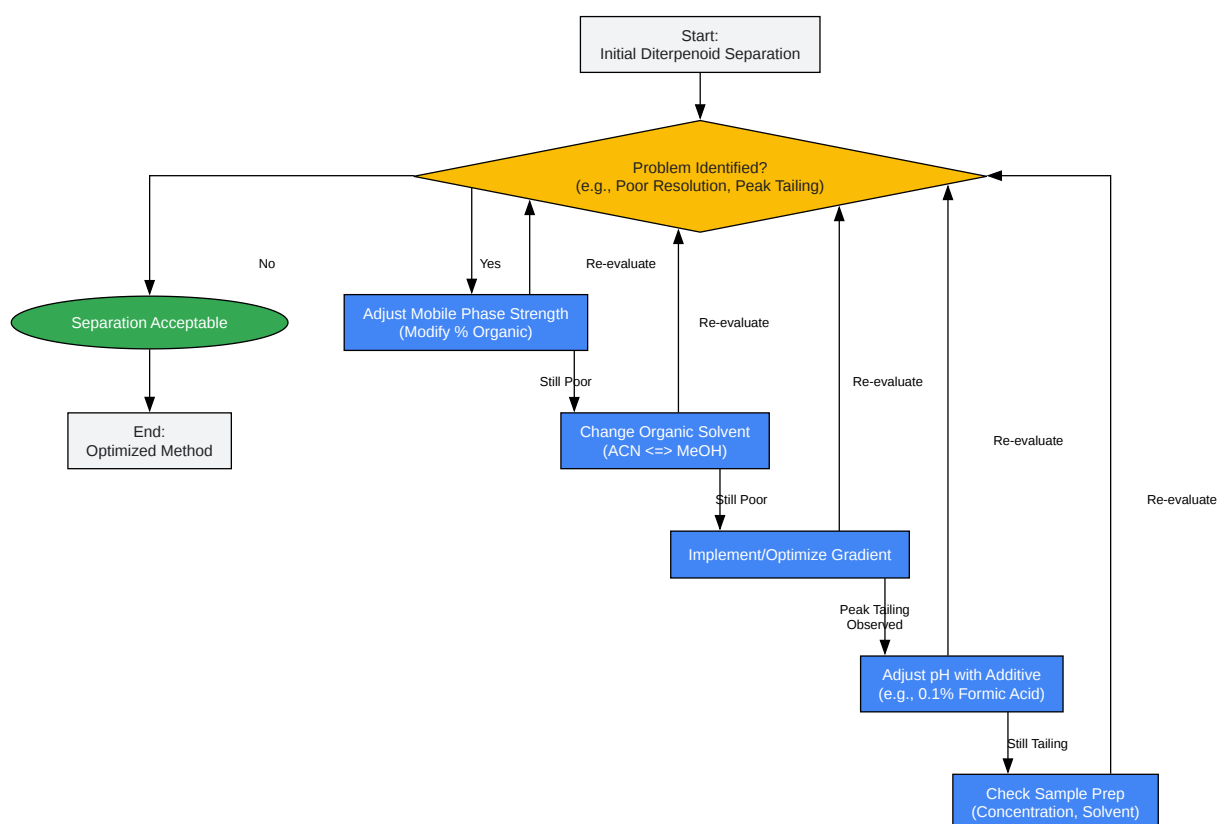 Start:
Initial Diterpenoid Separation
Problem Identified?
(e.g., Poor Resolution, Peak Tailing)
No
Yes
Re-evaluate
Separation Acceptable
Adjust Mobile Phase Strength
(Modify % Organic)
Re-evaluate
Still Poor
Re-evaluate
End:
Optimized Method
Change Organic Solvent
(ACN <=> MeOH)
Re-evaluate
Still Poor
Re-evaluate
Implement/Optimize Gradient
Peak Tailing
Observed
Adjust pH with Additive
(e.g., 0.1% Formic Acid)
Still Tailing
Check Sample Prep
(Concentration, Solvent)